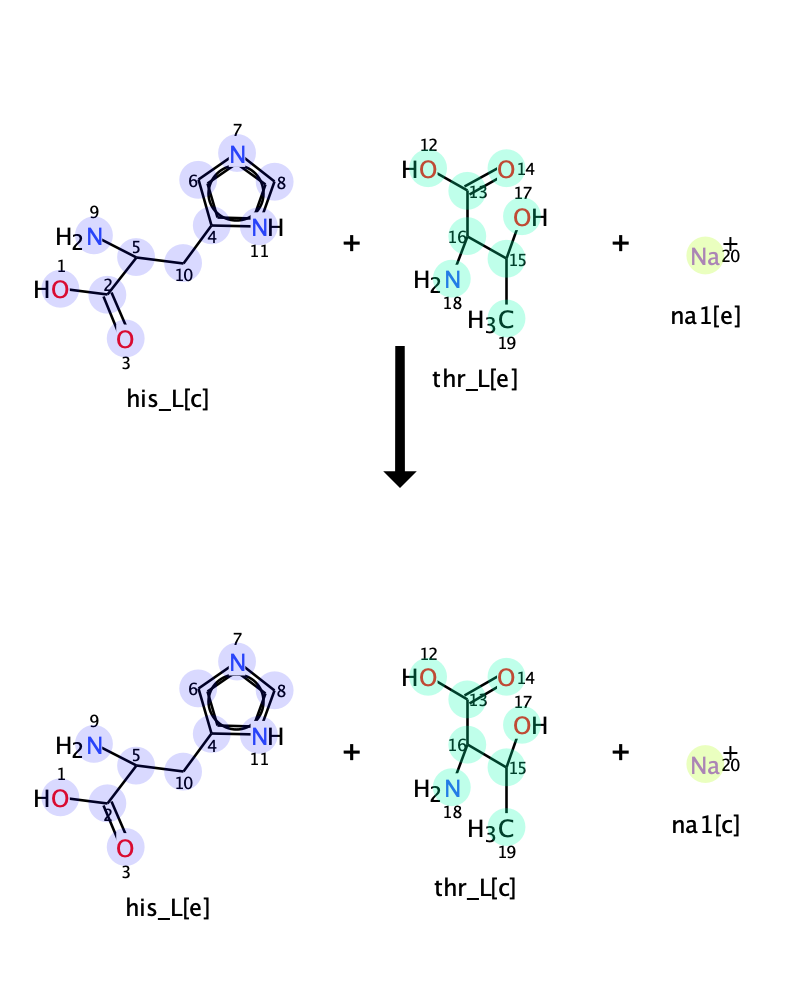 7
6
N
8
9
4
NH
11
H₂N
5
10
1
HO
2
O
3
his_L[c]
+
12
HO
O
14
13
17
OH
16
15
H₂N
18
H₃C
19
thr_L[e]
+
Na
+
20
na1[e]
7
6
N
8
9
4
NH
11
H₂N
5
10
1
HO
2
O
3
his_L[e]
+
12
HO
O
14
13
17
OH
16
15
H₂N
18
H₃C
19
thr_L[c]
+
Na
+
20
na1[c]